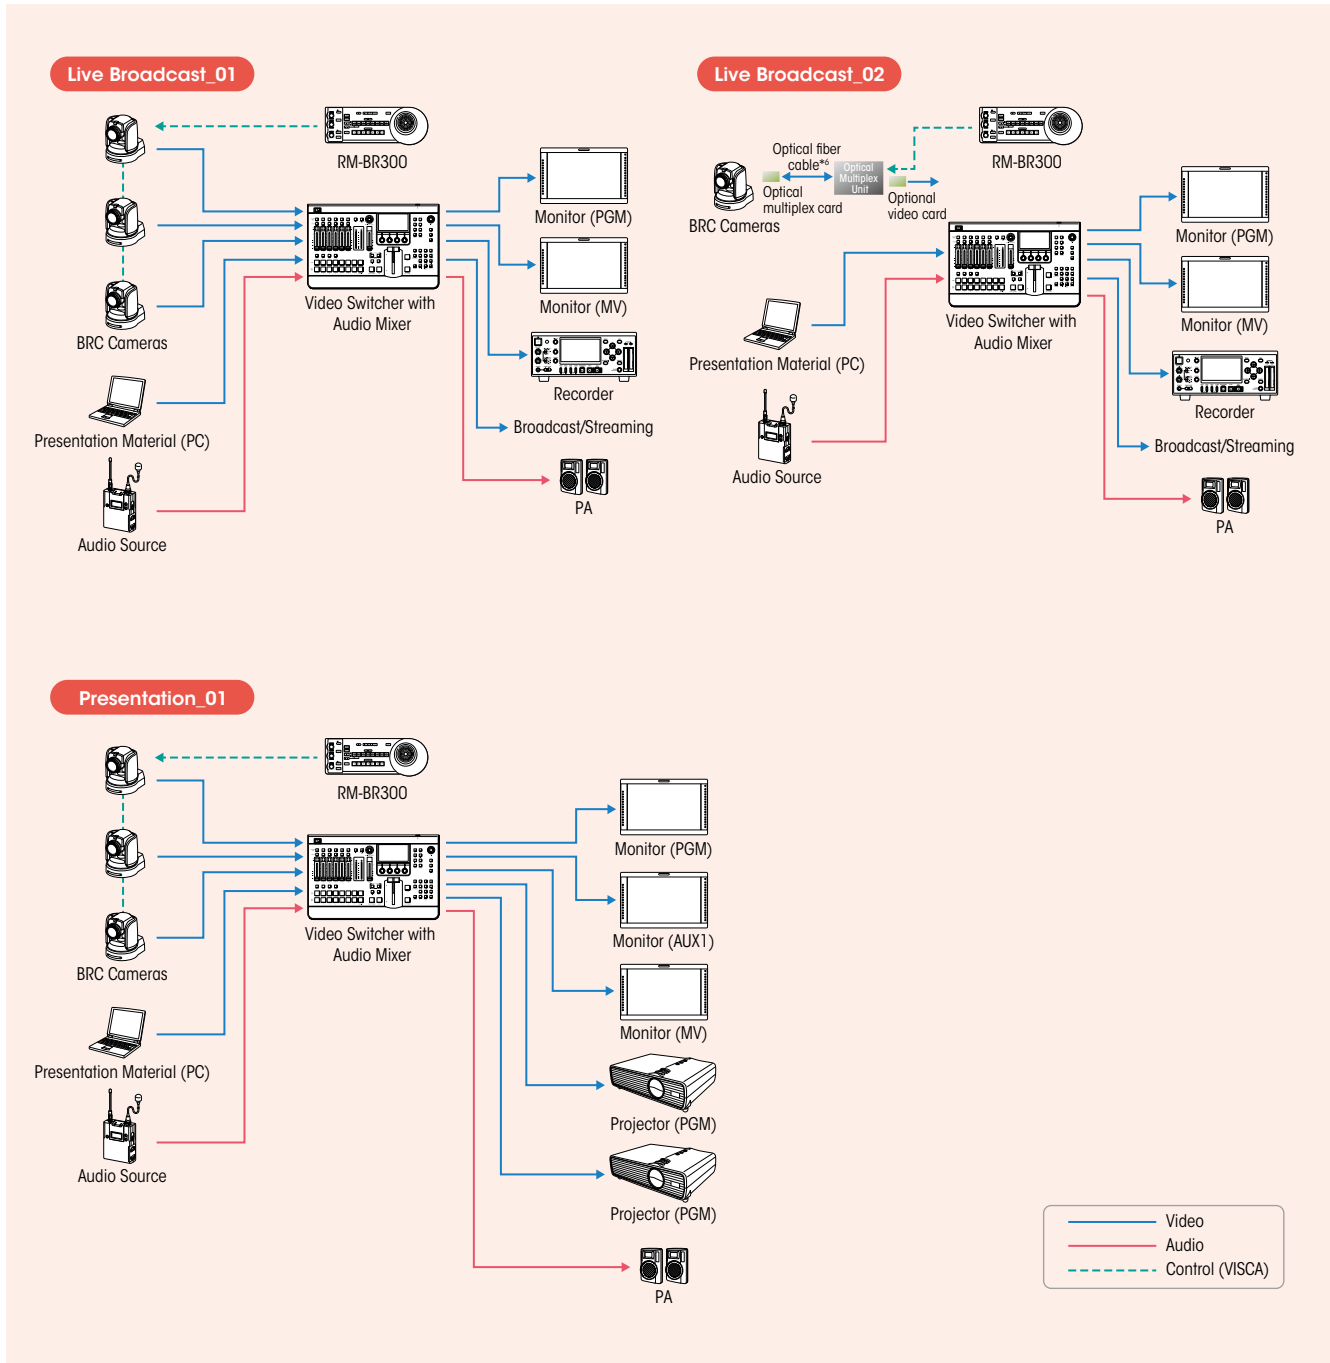 Live Broadcast_01
RM-BR300
Monitor (PGM)
Video Switcher with
Audio Mixer
Monitor (MV)
BRC Cameras
Recorder
Broadcast/Streaming
Presentation Material (PC)
PA
Audio Source
Live Broadcast_02
RM-BR300
Optical fiber
cable*6
Optical
Multiplex
Unit
Optical
multiplex card
Optional
video card
BRC Cameras
Monitor (PGM)
Video Switcher with
Audio Mixer
Monitor (MV)
Presentation Material (PC)
Recorder
Broadcast/Streaming
Audio Source
PA
Presentation_01
RM-BR300
Monitor (PGM)
Video Switcher with
Audio Mixer
Monitor (AUX1)
BRC Cameras
Monitor (MV)
Presentation Material (PC)
Projector (PGM)
Audio Source
Projector (PGM)
PA
Video
Audio
Control (VISCA)